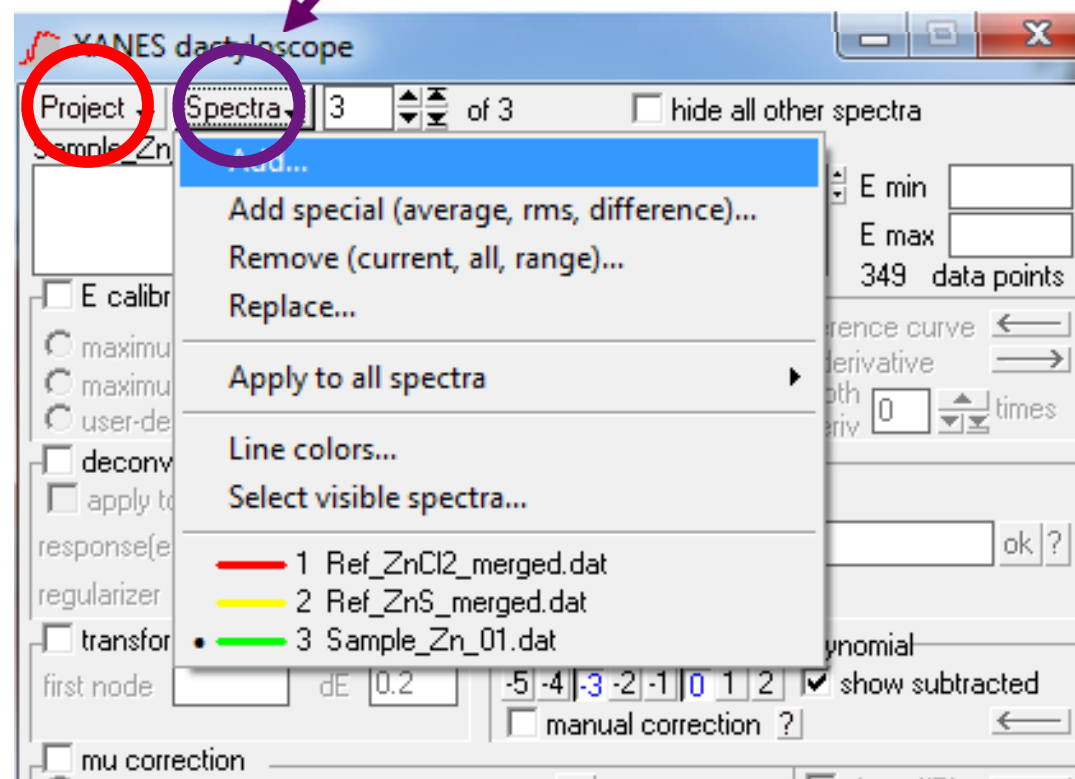 XANES dactyloscope
Project Spectra 3 of 3 hide all other spectra
Sample_Zn
Add...
Add special (average, rms, difference)...
Remove (current, all, range)...
Replace...
Apply to all spectra
Line colors...
Select visible spectra...
1 Ref_ZnCl2_merged.dat
2 Ref_ZnS_merged.dat
3 Sample_Zn_01.dat
E min
E max
349 data points
E calibr
maximu
maximu
user-de
rence curve
derivative
oth
eriv 0 times
deconv
apply to
response(e
ok ?
regularizer
transfor
ynomial
first node dE 0.2 -5 -4 -3 -2 -1 0 1 2 show subtracted
manual correction ?
mu correction